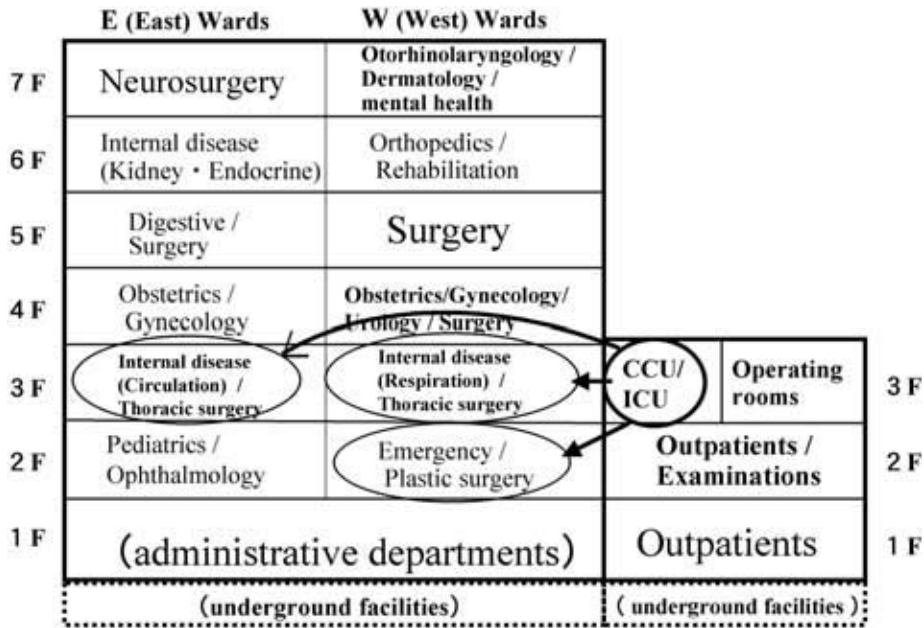 E (East) Wards
W (West) Wards
7 F
Neurosurgery
Otorhinolaryngology /
Dermatology /
mental health
6 F
Internal disease
(Kidney・Endocrine)
Orthopedics /
Rehabilitation
5 F
Digestive /
Surgery
Surgery
4 F
Obstetrics /
Gynecology
Obstetrics/Gynecology/
Urology / Surgery
3 F
Internal disease
(Circulation) /
Thoracic surgery
Internal disease
(Respiration) /
Thoracic surgery
CCU/
ICU
Operating
rooms
3 F
2 F
Pediatrics /
Ophthalmology
Emergency /
Plastic surgery
Outpatients /
Examinations
2 F
1 F
(administrative departments)
Outpatients
1 F
(underground facilities)
( underground facilities )